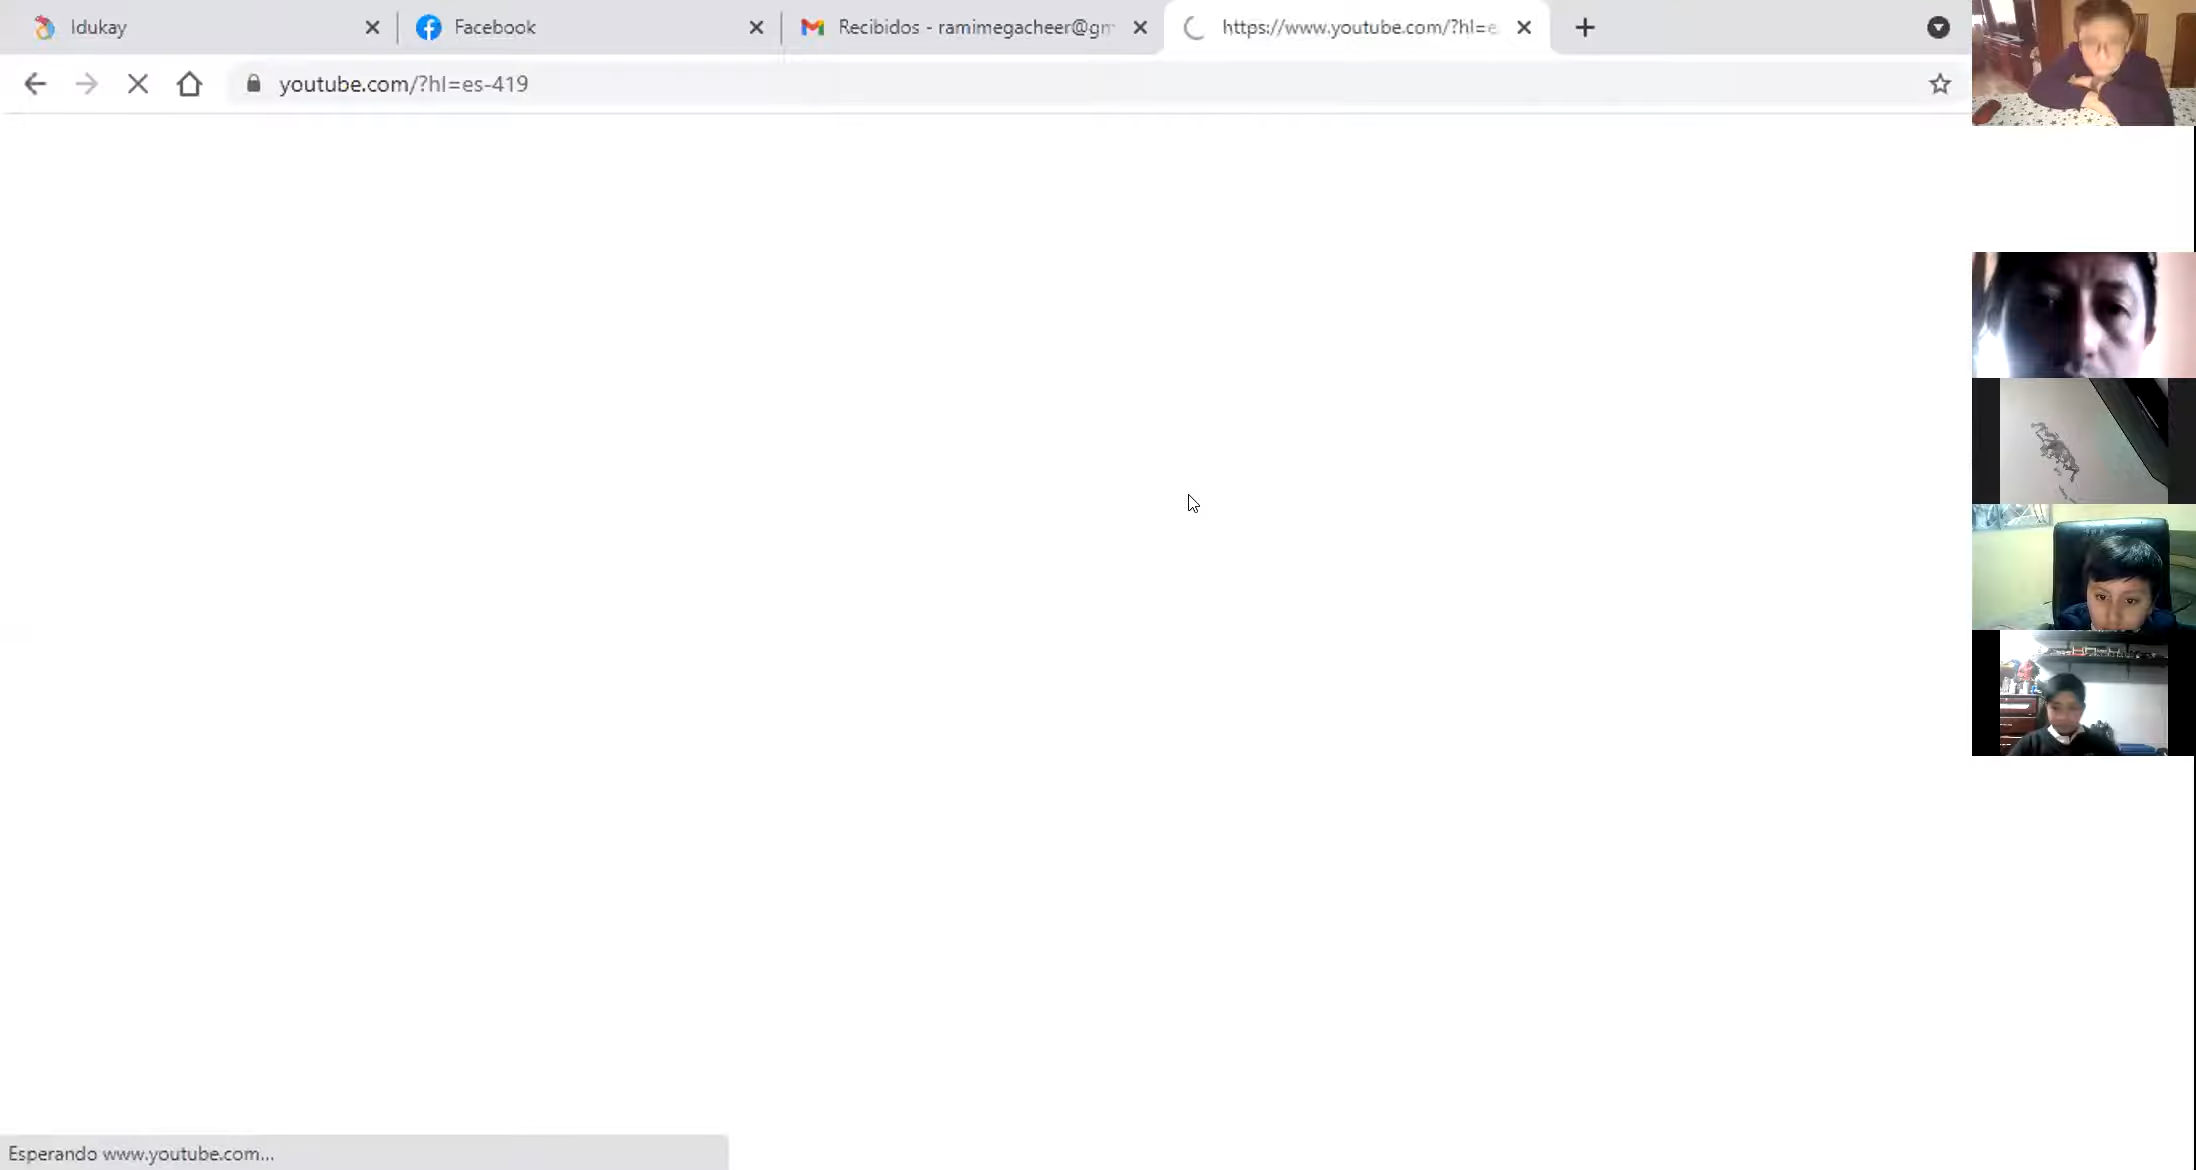 Idukay
Facebook
Recibidos - ramimegacheer@gm
https://www.youtube.com/?hl=e
youtube.com/?hl=es-419
Esperando www.youtube.com...